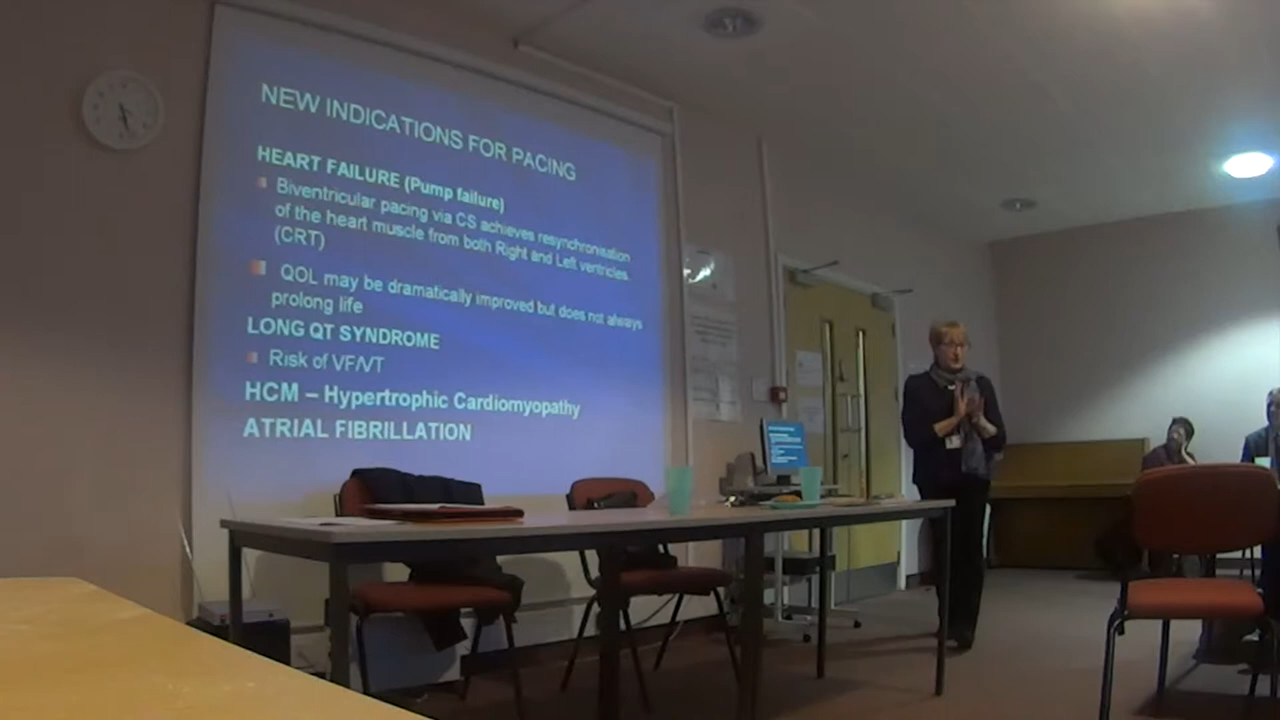 NEW INDICATIONS FOR PACING
HEART FAILURE (Pump failure)
Biventricular pacing via CS achieves resynchronisation
of the heart muscle from both Right and Left ventricles.
(CRT)
QOL may be dramatically improved but does not always
prolong life
LONG QT SYNDROME
Risk of VF/VT
HCM – Hypertrophic Cardiomyopathy
ATRIAL FIBRILLATION